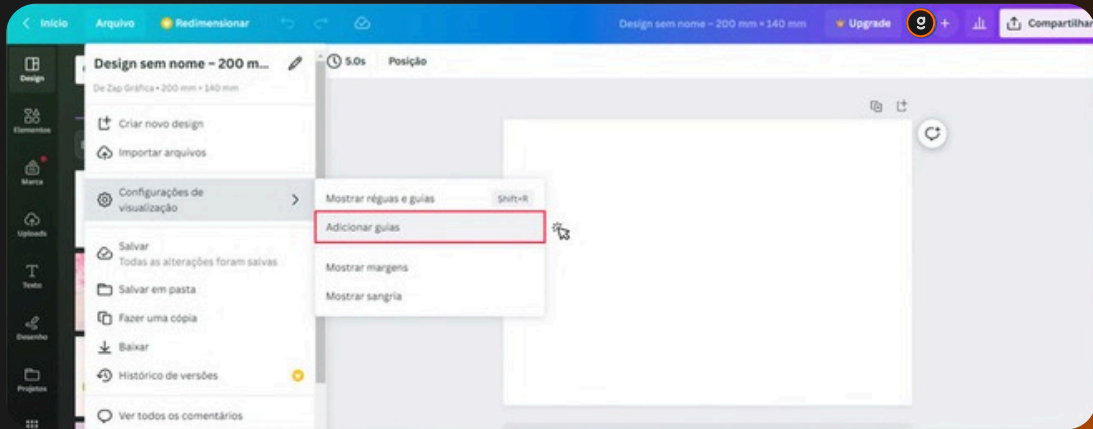 Início Arquivo Redimensionar Design sem nome – 200 mm × 140 mm Upgrade g + Compartilhar
Design
Elementos
Marca
Uploads
Texto
Desenho
Projetos
Design sem nome – 200 m...
De Zap Gráfica • 200 mm × 140 mm
Criar novo design
Importar arquivos
Configurações de
visualização
Salvar
Todas as alterações foram salvas
Salvar em pasta
Fazer uma cópia
Baixar
Histórico de versões
Ver todos os comentários
5.0s Posição
Mostrar réguas e guias Shift+R
Adicionar guias
Mostrar margens
Mostrar sangria